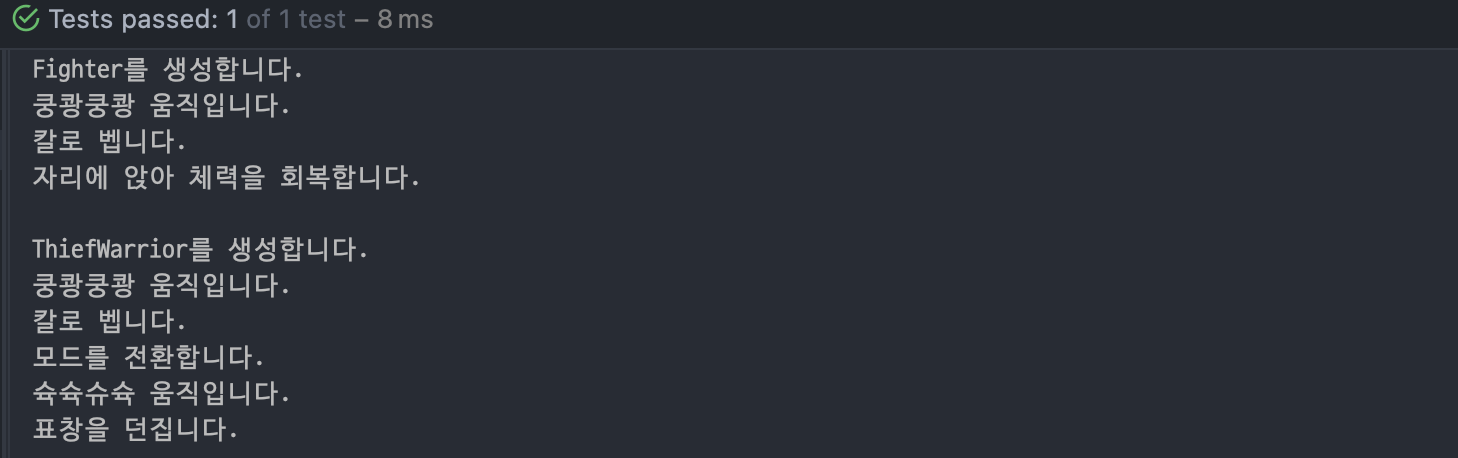 Tests passed: 1 of 1 test – 8 ms
Fighter를 생성합니다.
쿵쾅쿵쾅 움직입니다.
칼로 벱니다.
자리에 앉아 체력을 회복합니다.
ThiefWarrior를 생성합니다.
쿵쾅쿵쾅 움직입니다.
칼로 벱니다.
모드를 전환합니다.
슉슉슈슉 움직입니다.
표창을 던집니다.